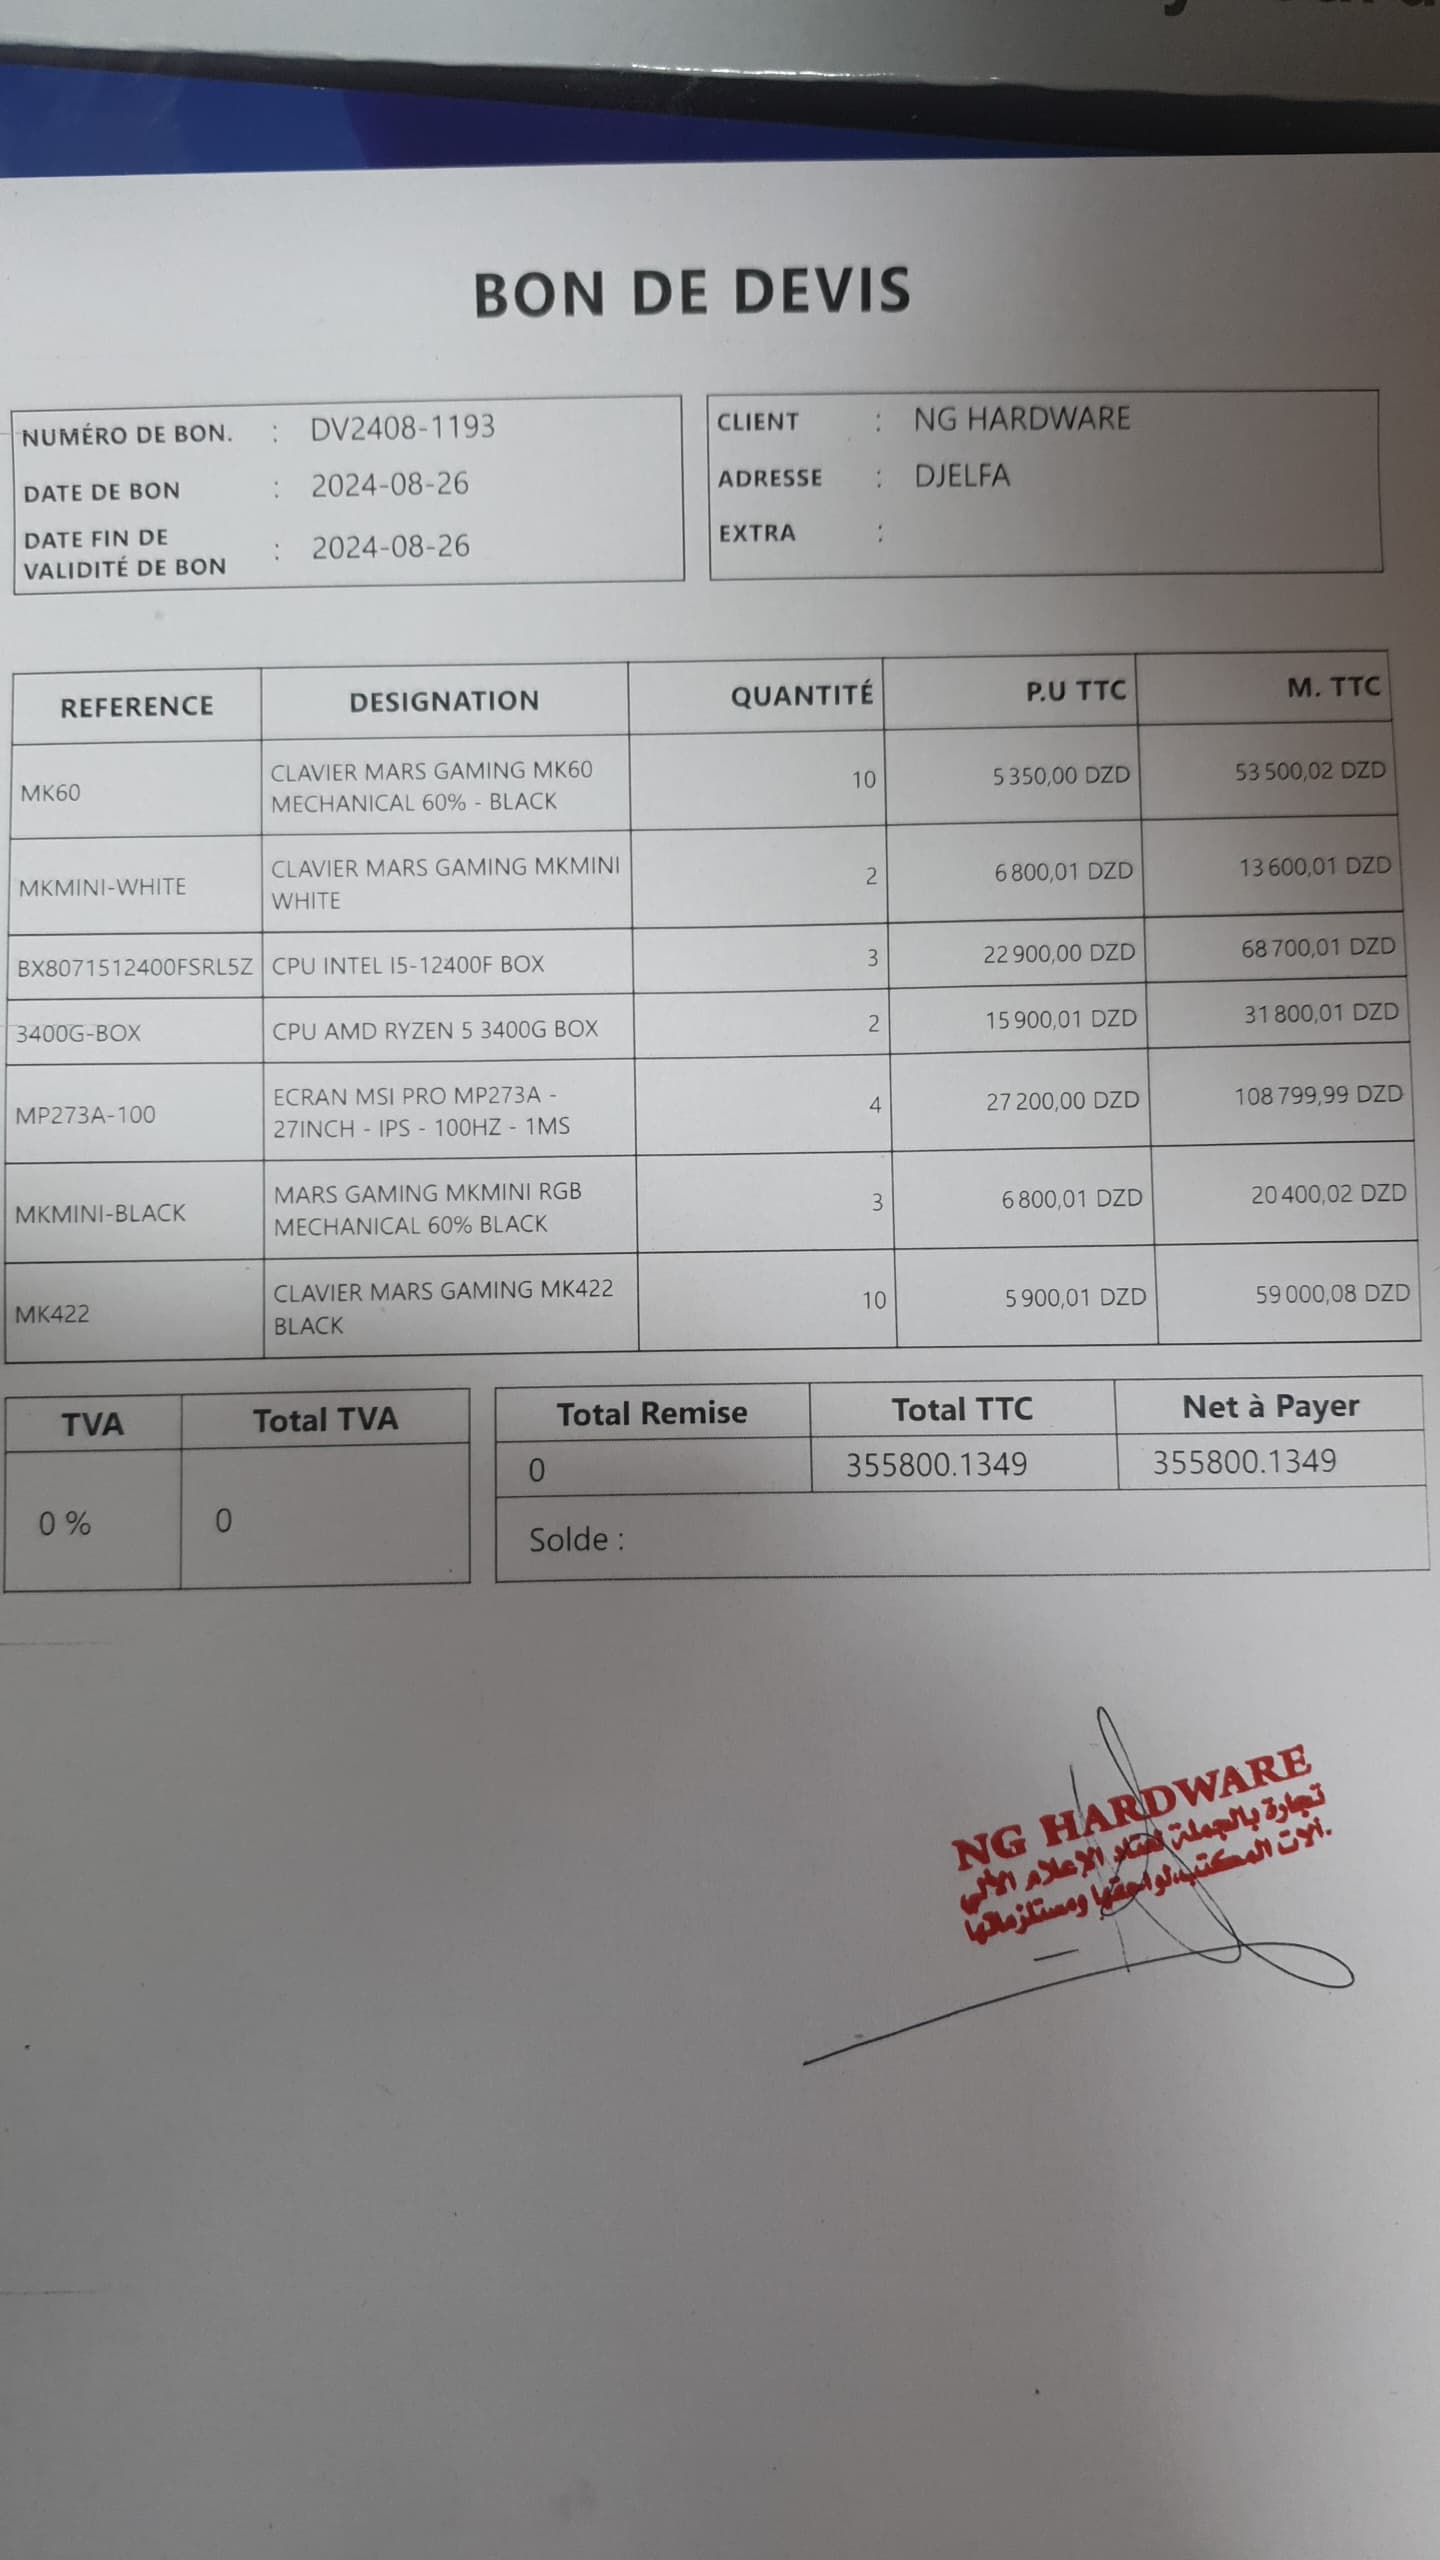 BON DE DEVIS
NUMÉRO DE BON. : DV2408-1193
DATE DE BON : 2024-08-26
DATE FIN DE
VALIDITÉ DE BON : 2024-08-26
CLIENT : NG HARDWARE
ADRESSE : DJELFA
EXTRA :
REFERENCE DESIGNATION QUANTITÉ P.U TTC M. TTC
MK60 CLAVIER MARS GAMING MK60 10 5 350,00 DZD 53 500,02 DZD
MECHANICAL 60% - BLACK
MKMINI-WHITE CLAVIER MARS GAMING MKMINI 2 6 800,01 DZD 13 600,01 DZD
WHITE
BX8071512400FSRL5Z CPU INTEL I5-12400F BOX 3 22 900,00 DZD 68 700,01 DZD
3400G-BOX CPU AMD RYZEN 5 3400G BOX 2 15 900,01 DZD 31 800,01 DZD
MP273A-100 ECRAN MSI PRO MP273A - 4 27 200,00 DZD 108 799,99 DZD
27INCH - IPS - 100HZ - 1MS
MKMINI-BLACK MARS GAMING MKMINI RGB 3 6 800,01 DZD 20 400,02 DZD
MECHANICAL 60% BLACK
MK422 CLAVIER MARS GAMING MK422 10 5 900,01 DZD 59 000,08 DZD
BLACK
TVA Total TVA
0 % 0
Total Remise Total TTC Net à Payer
0 355800.1349 355800.1349
Solde :
NG HARDWARE
تجارة بالجملة لعتاد الإعلام الآلي
آلات المكتب لواحقها ومستلزماتها.